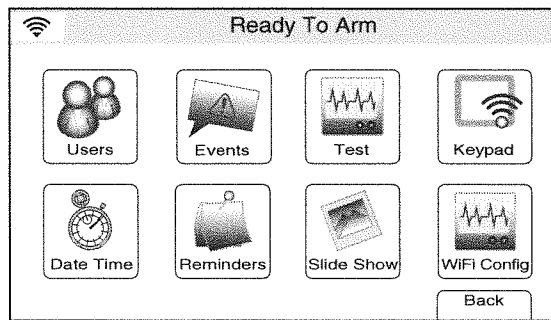 Ready To Arm
Users
Events
Test
Keypad
Date Time
Reminders
Slide Show
WiFi Config
Back